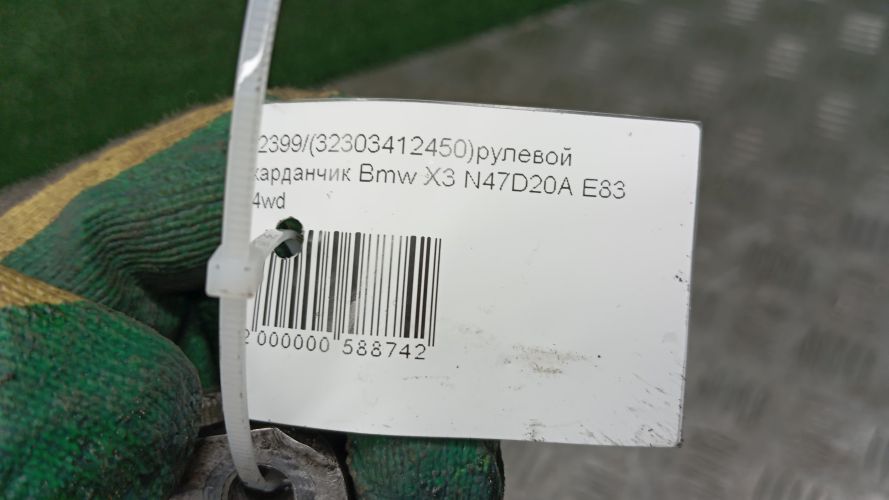 2399/(32303412450)рулевой
карданчик Bmw X3 N47D20A E83
4wd
2 000000 588742